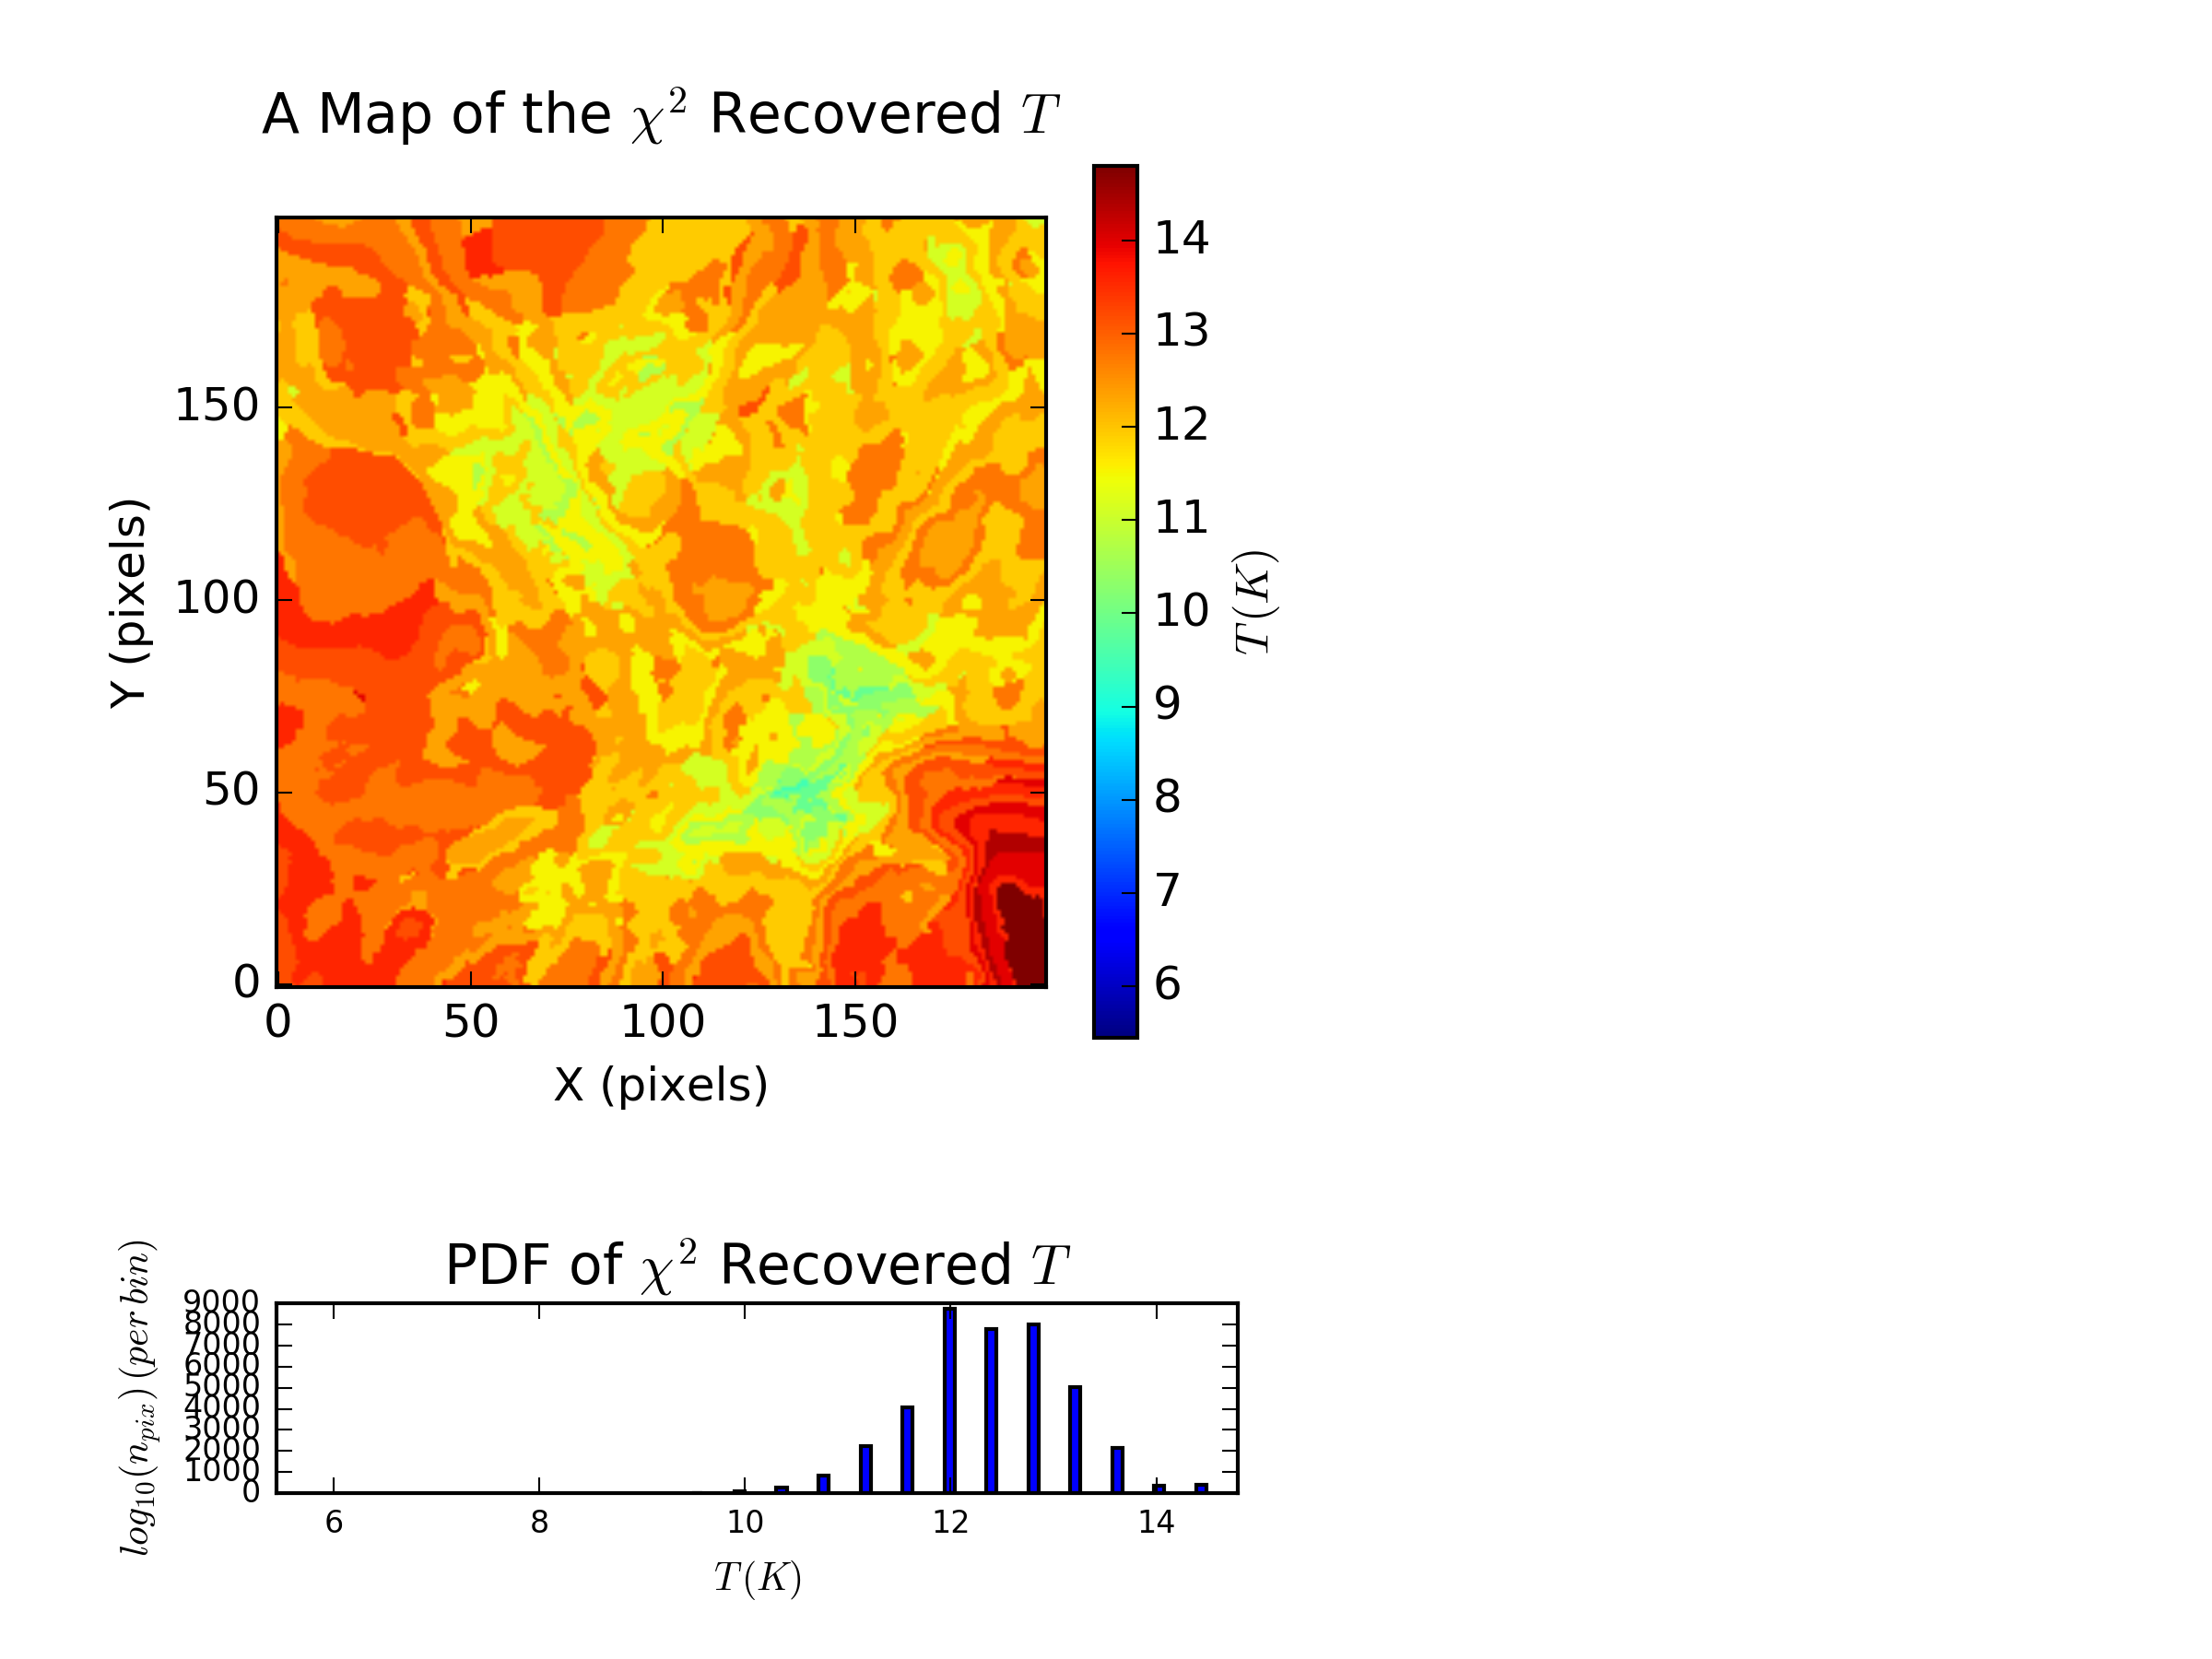 A Map of the χ² Recovered T
150
100
50
0
0 50 100 150
X (pixels)
Y (pixels)
14
13
12
11
10
9
8
7
6
T(K)
PDF of χ² Recovered T
9000
8000
7000
6000
5000
4000
3000
2000
1000
0
6 8 10 12 14
T(K)
log₁₀(n_pix) (per bin)